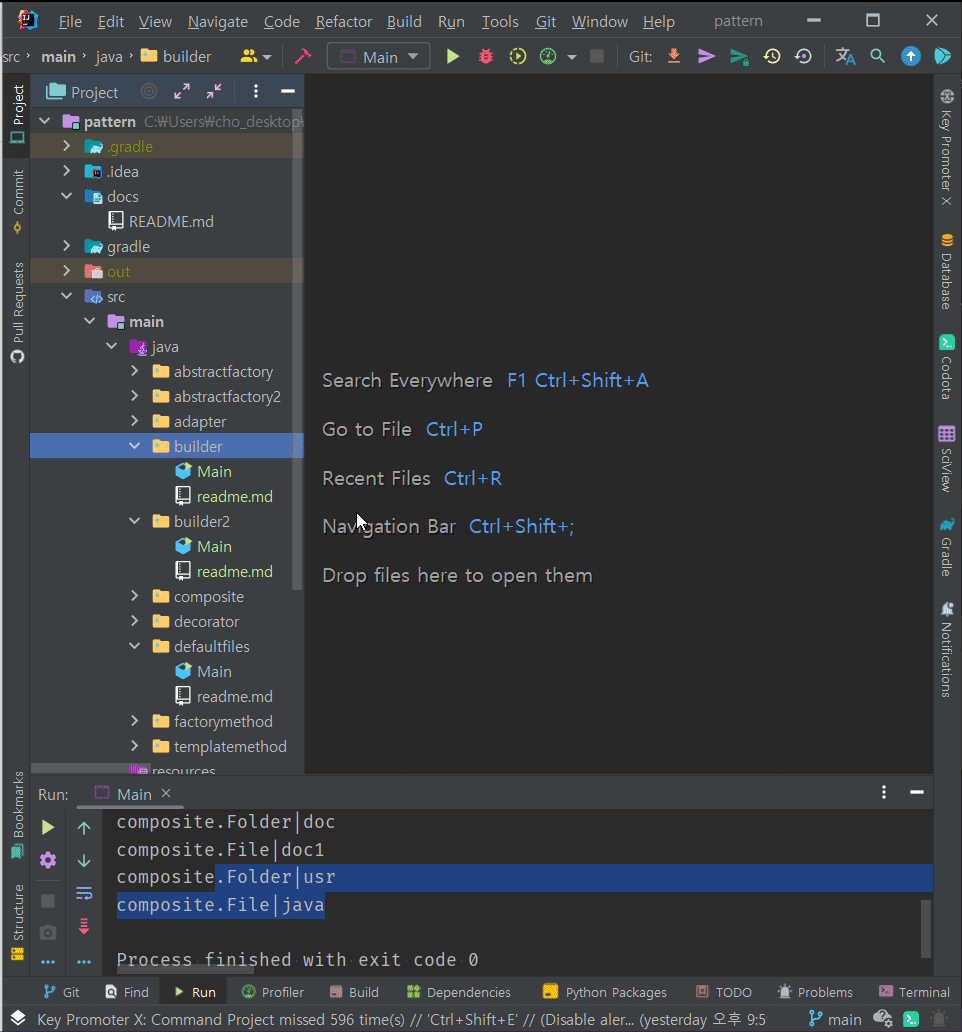 File Edit View Navigate Code Refactor Build Run Tools Git Window Help pattern
src main java builder Main Git:
Project
pattern C:₩Users₩cho_desktop₩
.gradle
.idea
docs
README.md
gradle
out
src
main
java
abstractfactory
abstractfactory2
adapter
builder
Main
readme.md
builder2
Main
readme.md
composite
decorator
defaultfiles
Main
readme.md
factorymethod
templatemethod
resources
Project
Commit
Pull Requests
Bookmarks
Structure
Search Everywhere F1 Ctrl+Shift+A
Go to File Ctrl+P
Recent Files Ctrl+R
Navigation Bar Ctrl+Shift+;
Drop files here to open them
Key Promoter X
Database
Codota
SciView
Gradle
Notifications
Run: Main
composite.Folder|doc
composite.File|doc1
composite.Folder|usr
composite.File|java
Process finished with exit code 0
Git Find Run Profiler Build Dependencies Python Packages TODO Problems Terminal
Key Promoter X: Command Project missed 596 time(s) // 'Ctrl+Shift+E' // (Disable aler... (yesterday 오후 9:5 main